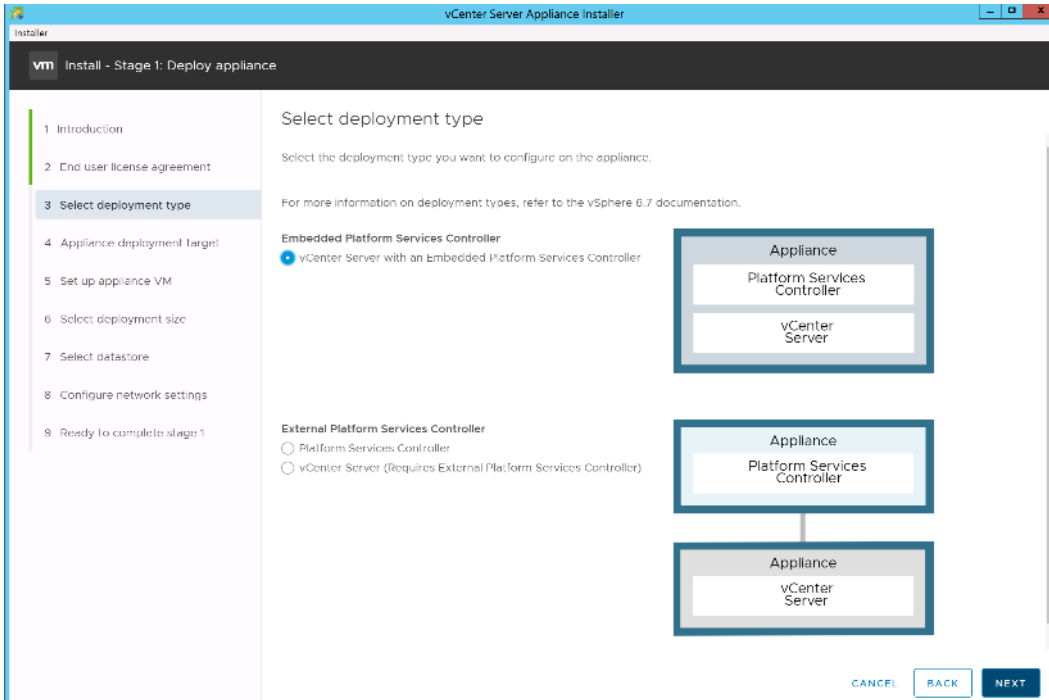 vCenter Server Appliance Installer
Installer
vm Install - Stage 1: Deploy appliance
1 Introduction
2 End user license agreement
3 Select deployment type
4 Appliance deployment target
5 Set up appliance VM
6 Select deployment size
7 Select datastore
8 Configure network settings
9 Ready to complete stage 1
Select deployment type
Select the deployment type you want to configure on the appliance.
For more information on deployment types, refer to the vSphere 6.7 documentation.
Embedded Platform Services Controller
vCenter Server with an Embedded Platform Services Controller
Appliance
Platform Services
Controller
vCenter
Server
External Platform Services Controller
Platform Services Controller
vCenter Server (Requires External Platform Services Controller)
Appliance
Platform Services
Controller
Appliance
vCenter
Server
CANCEL
BACK
NEXT